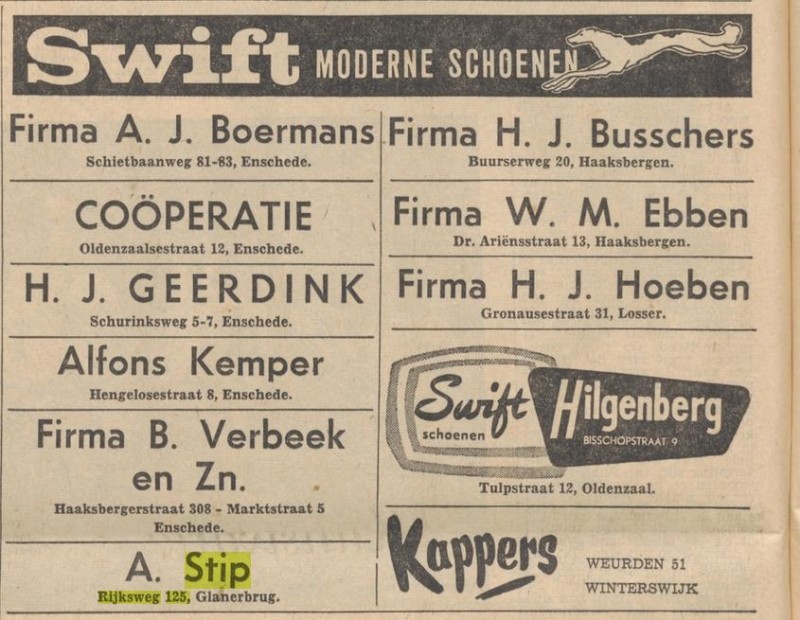 Swift MODERNE SCHOENEN
Firma A. J. Boermans
Schietbaanweg 81-83, Enschede.
COÖPERATIE
Oldenzaalsestraat 12, Enschede.
H. J. GEERDINK
Schurinksweg 5-7, Enschede.
Alfons Kemper
Hengelosestraat 8, Enschede.
Firma B. Verbeek
en Zn.
Haaksbergerstraat 308 - Marktstraat 5
Enschede.
A. Stip
Rijksweg 125, Glanerbrug.
Firma H. J. Busschers
Buurserweg 20, Haaksbergen.
Firma W. M. Ebben
Dr. Ariënsstraat 13, Haaksbergen.
Firma H. J. Hoeben
Gronausestraat 31, Losser.
Swift
schoenen
Hilgenberg
BISSCHOPSTRAAT 9
Tulpstraat 12, Oldenzaal.
Kappers
WEURDEN 51
WINTERSWIJK